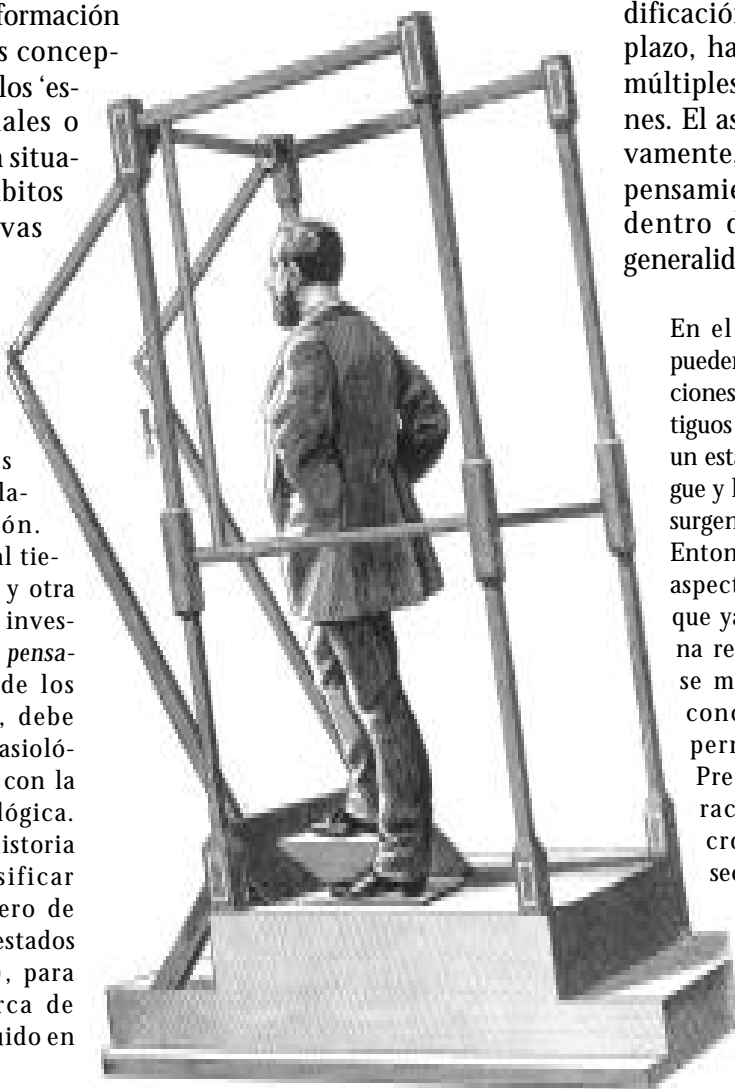 formación
s concep-
los ‘es-
ales o
n situa-
bitos
vas
s
la-
ón.
al tie-
y otra
inves-
pensa-
de los
, debe
asioló-
con la
lógica.
istoria
sificar
ero de
estados
), para
rca de
uido en
dificación
plazo, ha
múltiples
nes. El as
vamente,
pensamie
dentro d
generalid
En el
pueden
ciones
tiguos
un esta
gue y l
surgen
Enton
aspect
que ya
na re
se m
conc
perm
Pre
rac
cro
sec